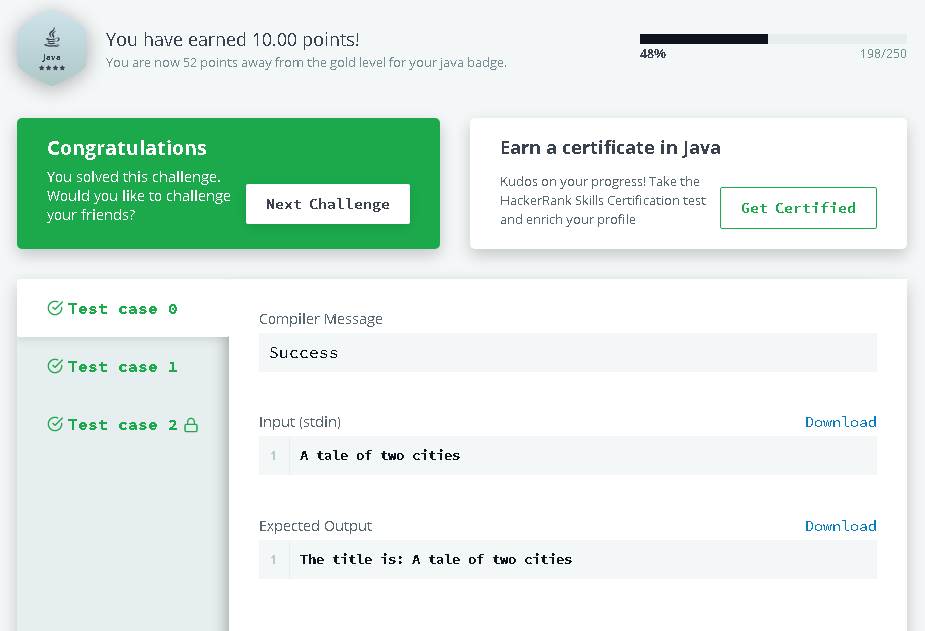 Java
You have earned 10.00 points!
You are now 52 points away from the gold level for your java badge.
48%
198/250
Congratulations
You solved this challenge.
Would you like to challenge
your friends?
Next Challenge
Earn a certificate in Java
Kudos on your progress! Take the
HackerRank Skills Certification test
and enrich your profile
Get Certified
Test case 0
Test case 1
Test case 2
Compiler Message
Success
Input (stdin)
Download
1 A tale of two cities
Expected Output
Download
1 The title is: A tale of two cities